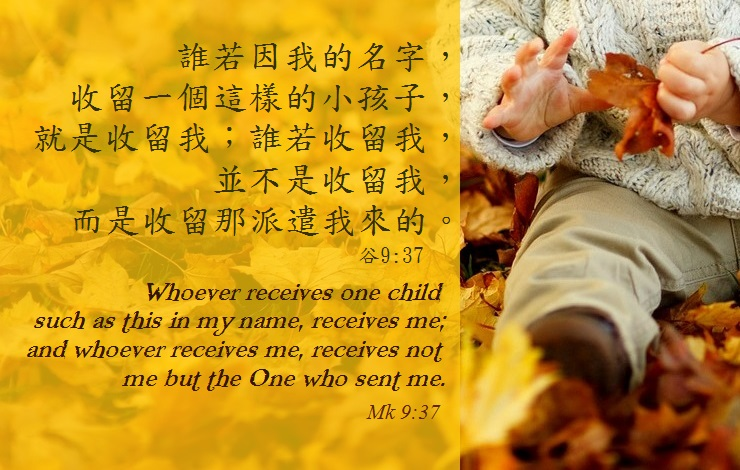 誰若因我的名字，
收留一個這樣的小孩子，
就是收留我；誰若收留我，
並不是收留我，
而是收留那派遣我來的。
谷9:37
Whoever receives one child
such as this in my name, receives me;
and whoever receives me, receives not
me but the One who sent me.
Mk 9:37